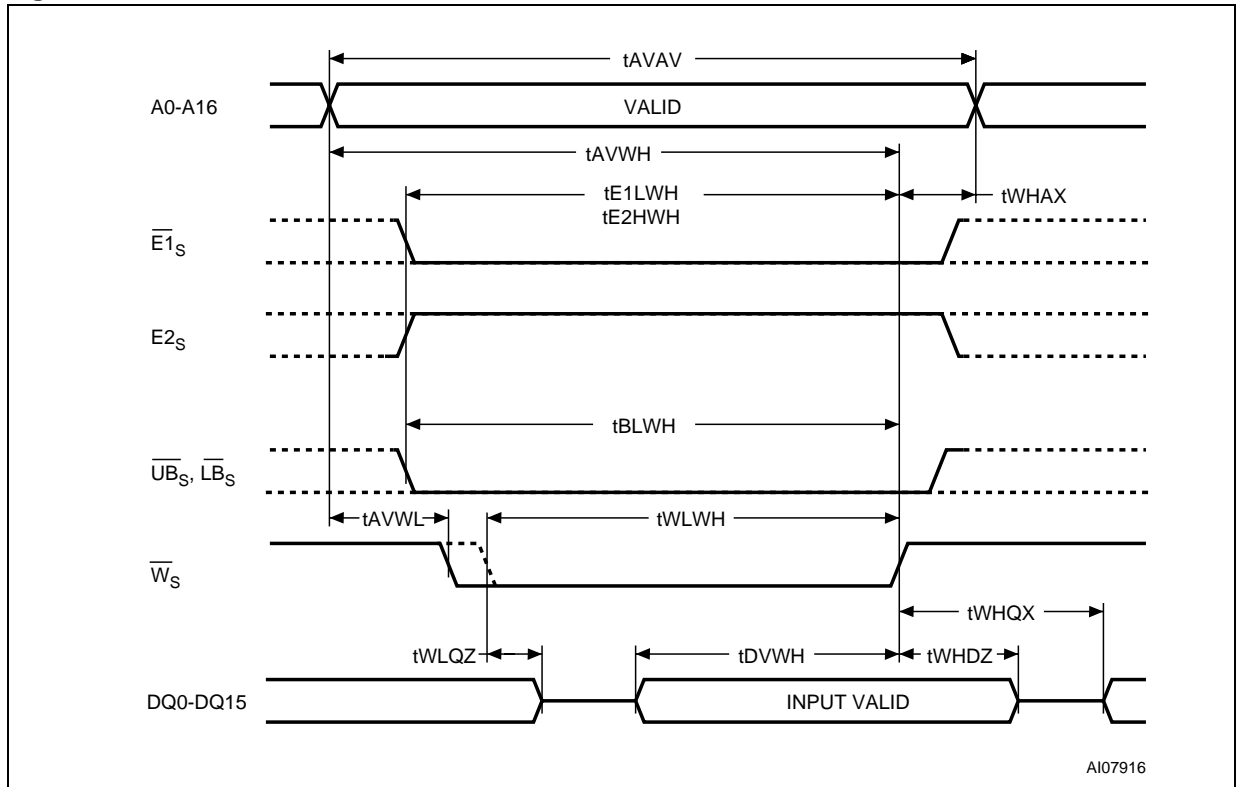 tAVAV
A0-A16
VALID
tAVWH
tE1LWH
tE2HWH
tWHAX
E1S
E2S
tBLWH
UBS, LBS
tAVWL
tWLWH
WS
tWHQX
tWLQZ
tDVWH
tWHDZ
DQ0-DQ15
INPUT VALID
AI07916